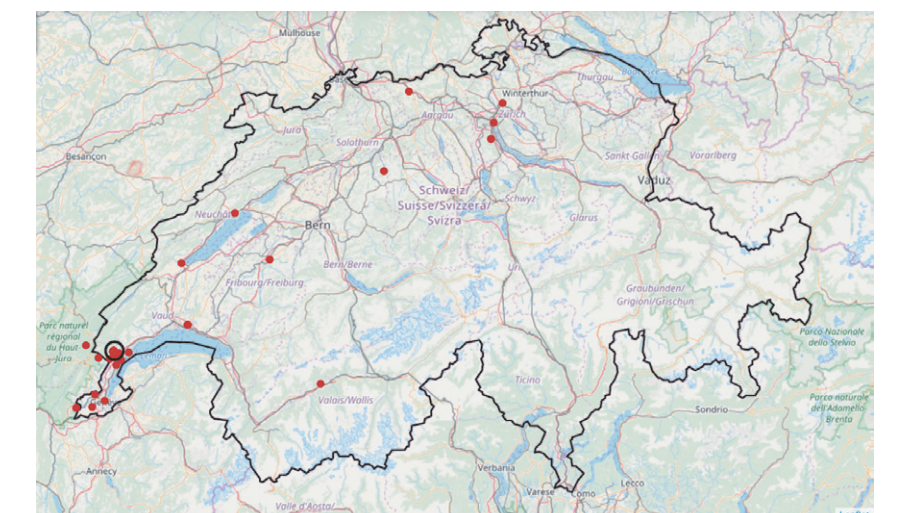 Mulhouse
Thurgau
Winterthur
Zürich
Aargau
Jura
Solothurn
Besançon
Sankt Gallen
Vorarlberg
Vaduz
Schweiz/
Suisse/Svizzera/
Svizra
Schwyz
Glarus
Neuchât
Bern
Bern/Berne
Uri
Fribourg/Freiburg
Graubünden/
Grigioni/Grischun
Vaud
Parc naturel
régional
du Haut
-Jura
Parco Nazionale
dello Stelvio
Ticino
Valais/Wallis
Sondrio
Parco naturale
dell'Adamello
Brenta
Annecy
Verbania
Lecco
Varese
Como
Valle d'Aosta/